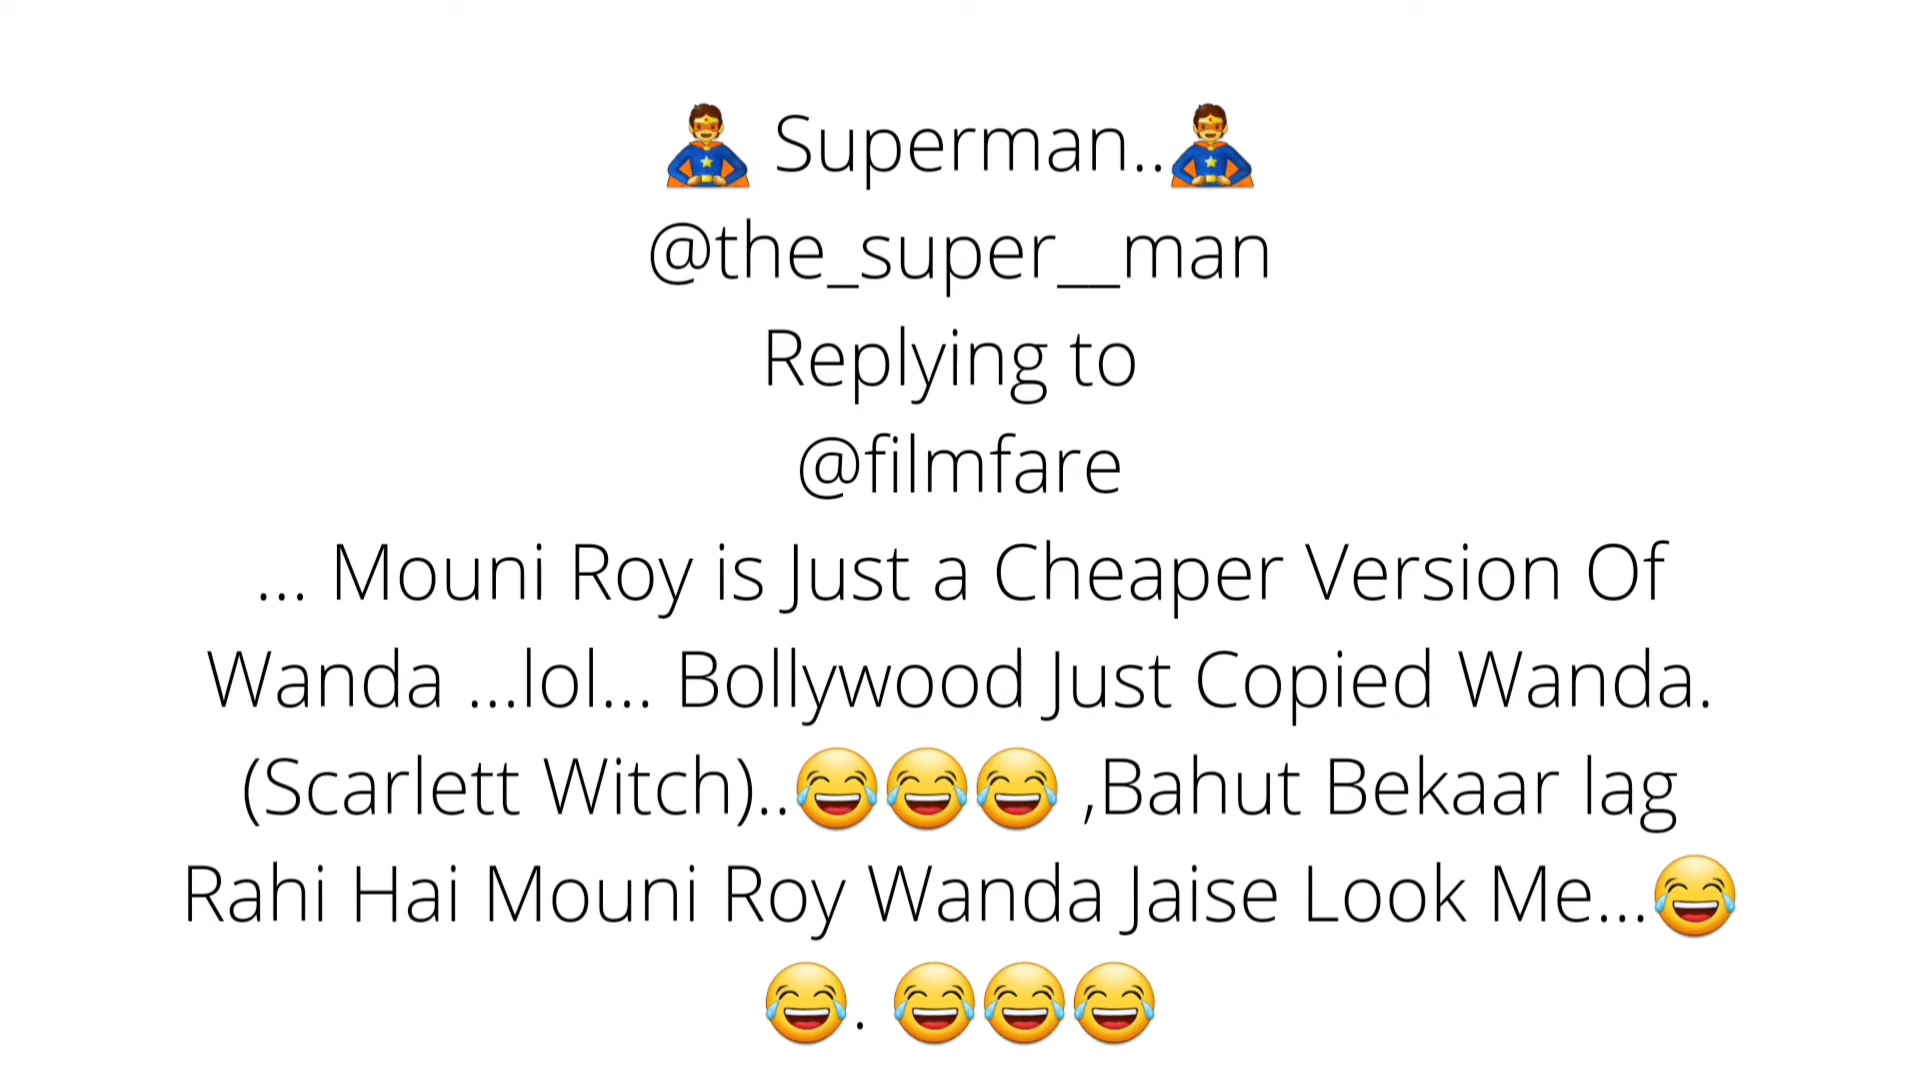 🦸 Superman..🦸
@the_super__man
Replying to
@filmfare
... Mouni Roy is Just a Cheaper Version Of
Wanda ...lol... Bollywood Just Copied Wanda.
(Scarlett Witch)..😂😂😂 ,Bahut Bekaar lag
Rahi Hai Mouni Roy Wanda Jaise Look Me...😂
😂. 😂😂😂